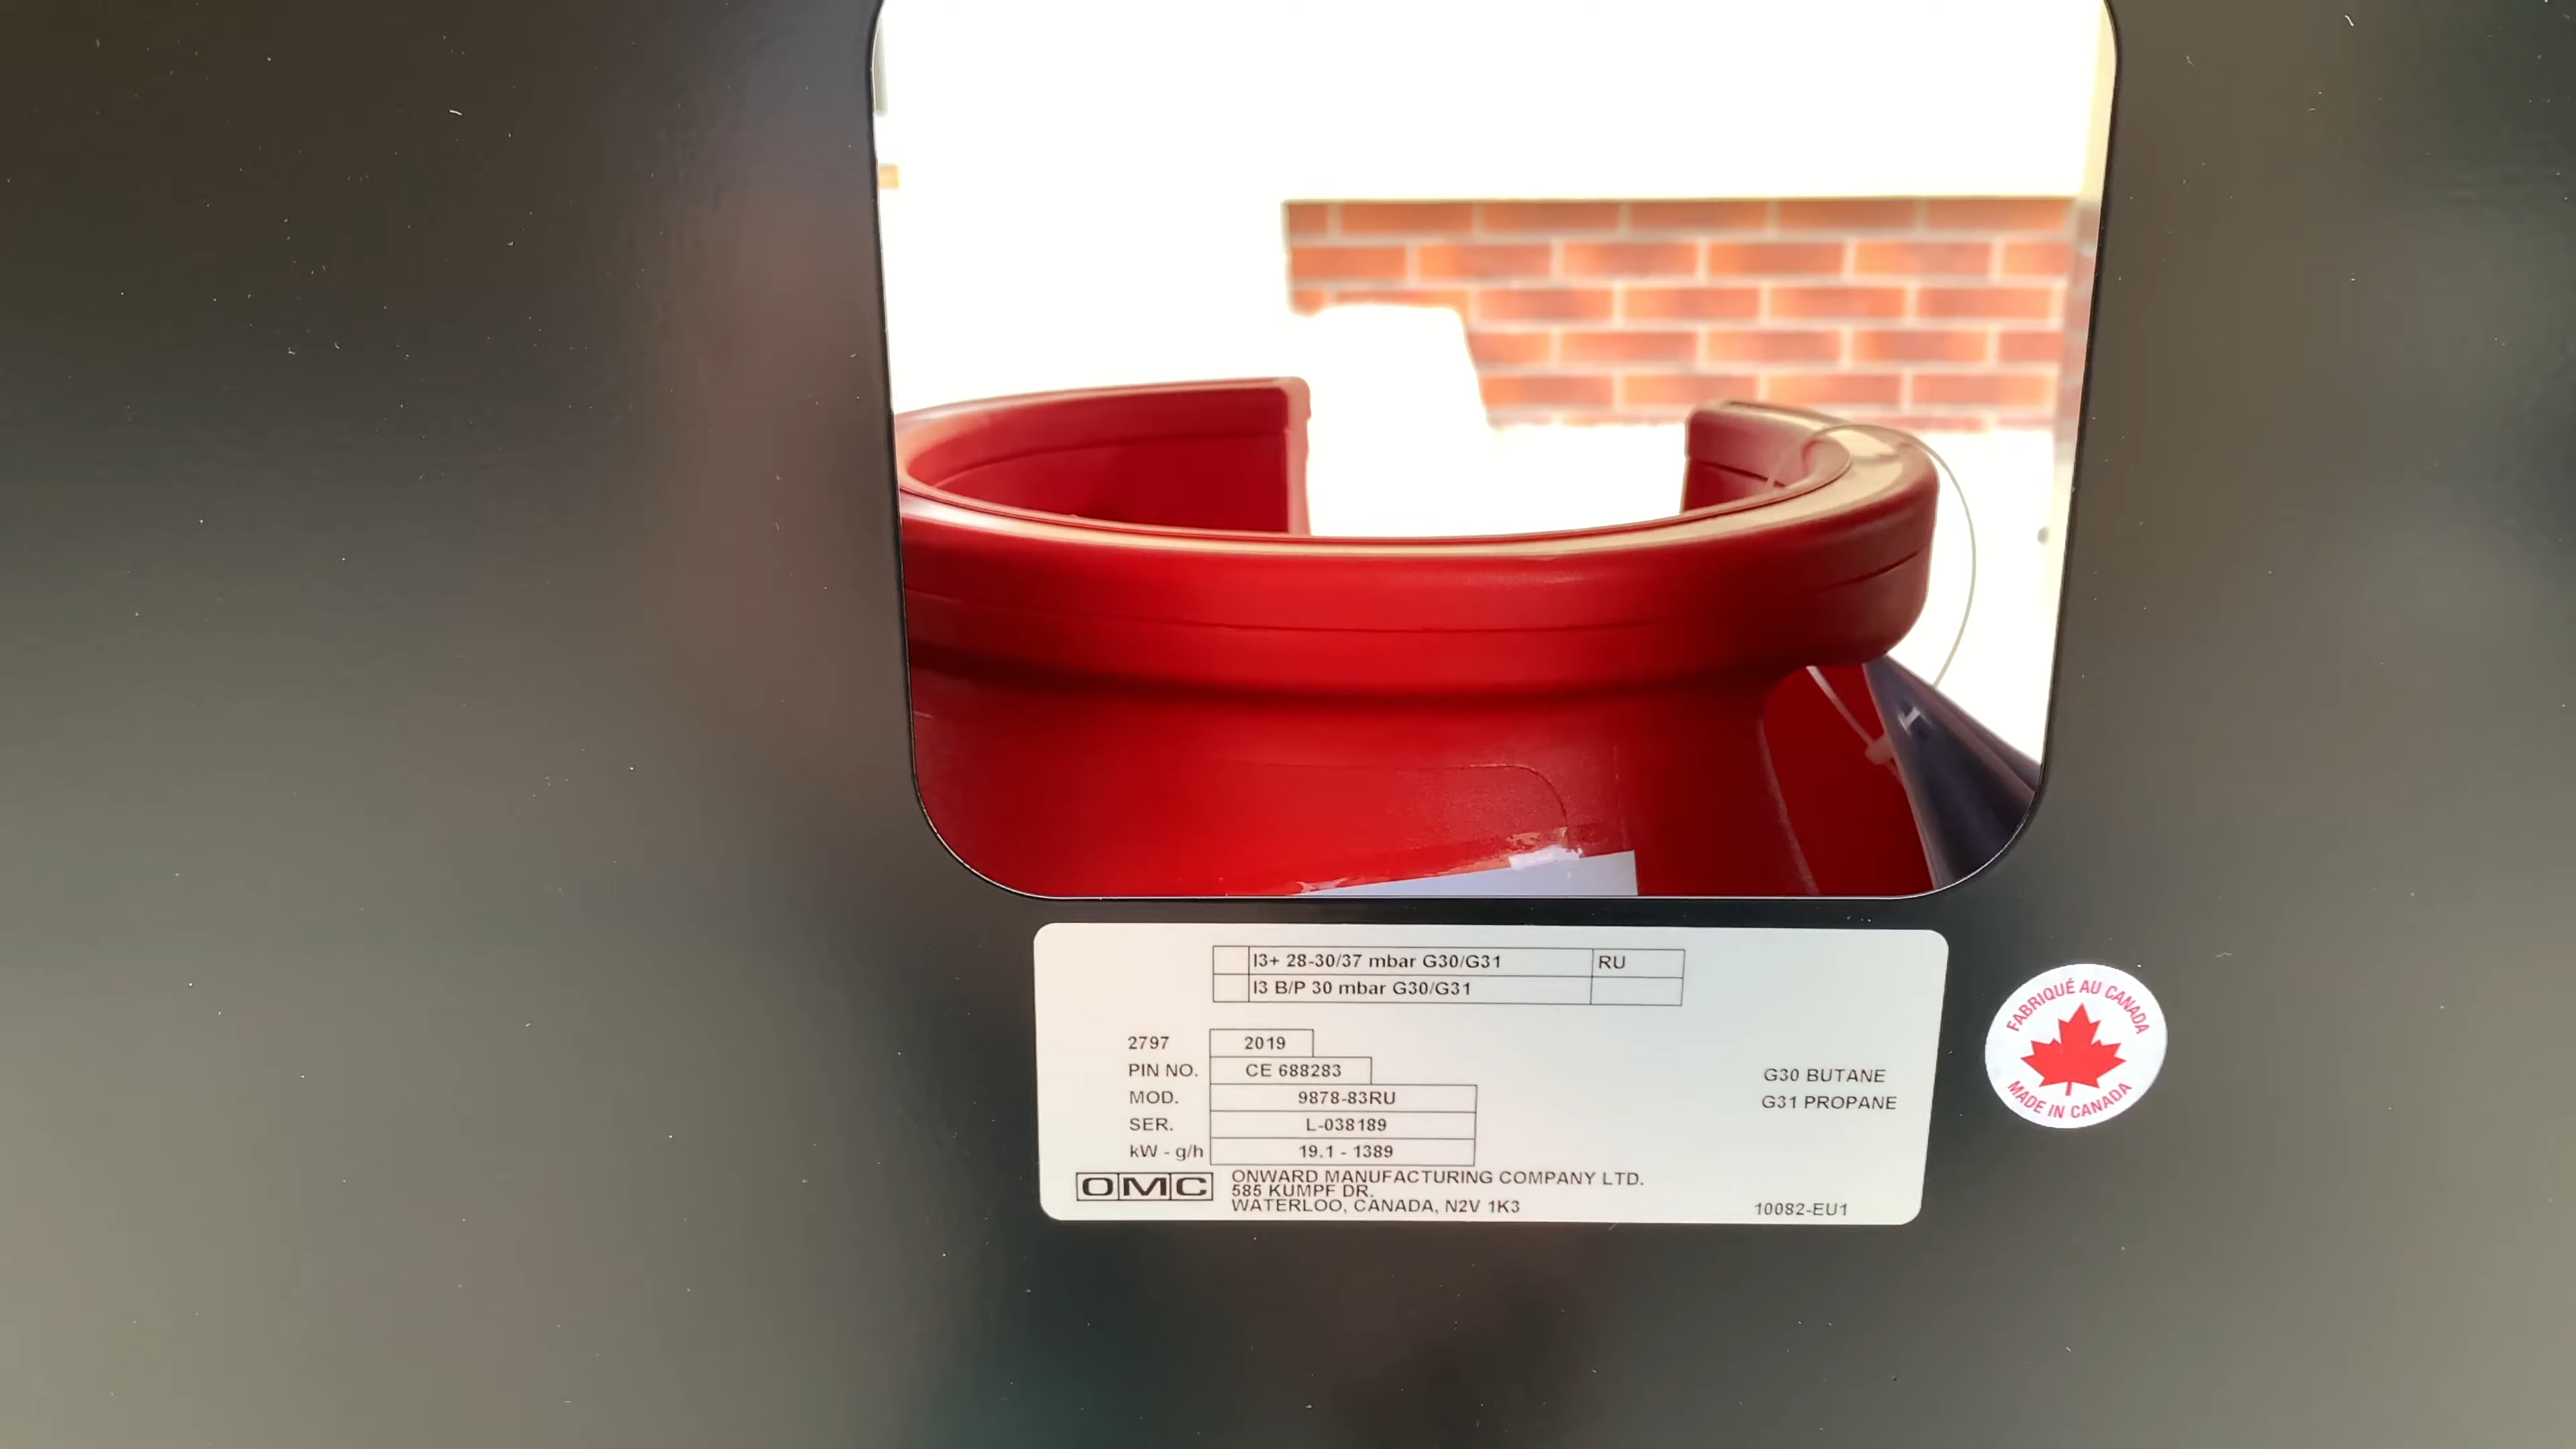 I3+ 28-30/37 mbar G30/G31 RU
I3 B/P 30 mbar G30/G31
2797 2019
PIN NO. CE 688283
MOD. 9878-83RU
SER. L-038189
kW - g/h 19.1 - 1389
G30 BUTANE
G31 PROPANE
OMC
ONWARD MANUFACTURING COMPANY LTD.
585 KUMPF DR.
WATERLOO, CANADA, N2V 1K3
10082-EU1
FABRIQUÉ AU CANADA
MADE IN CANADA